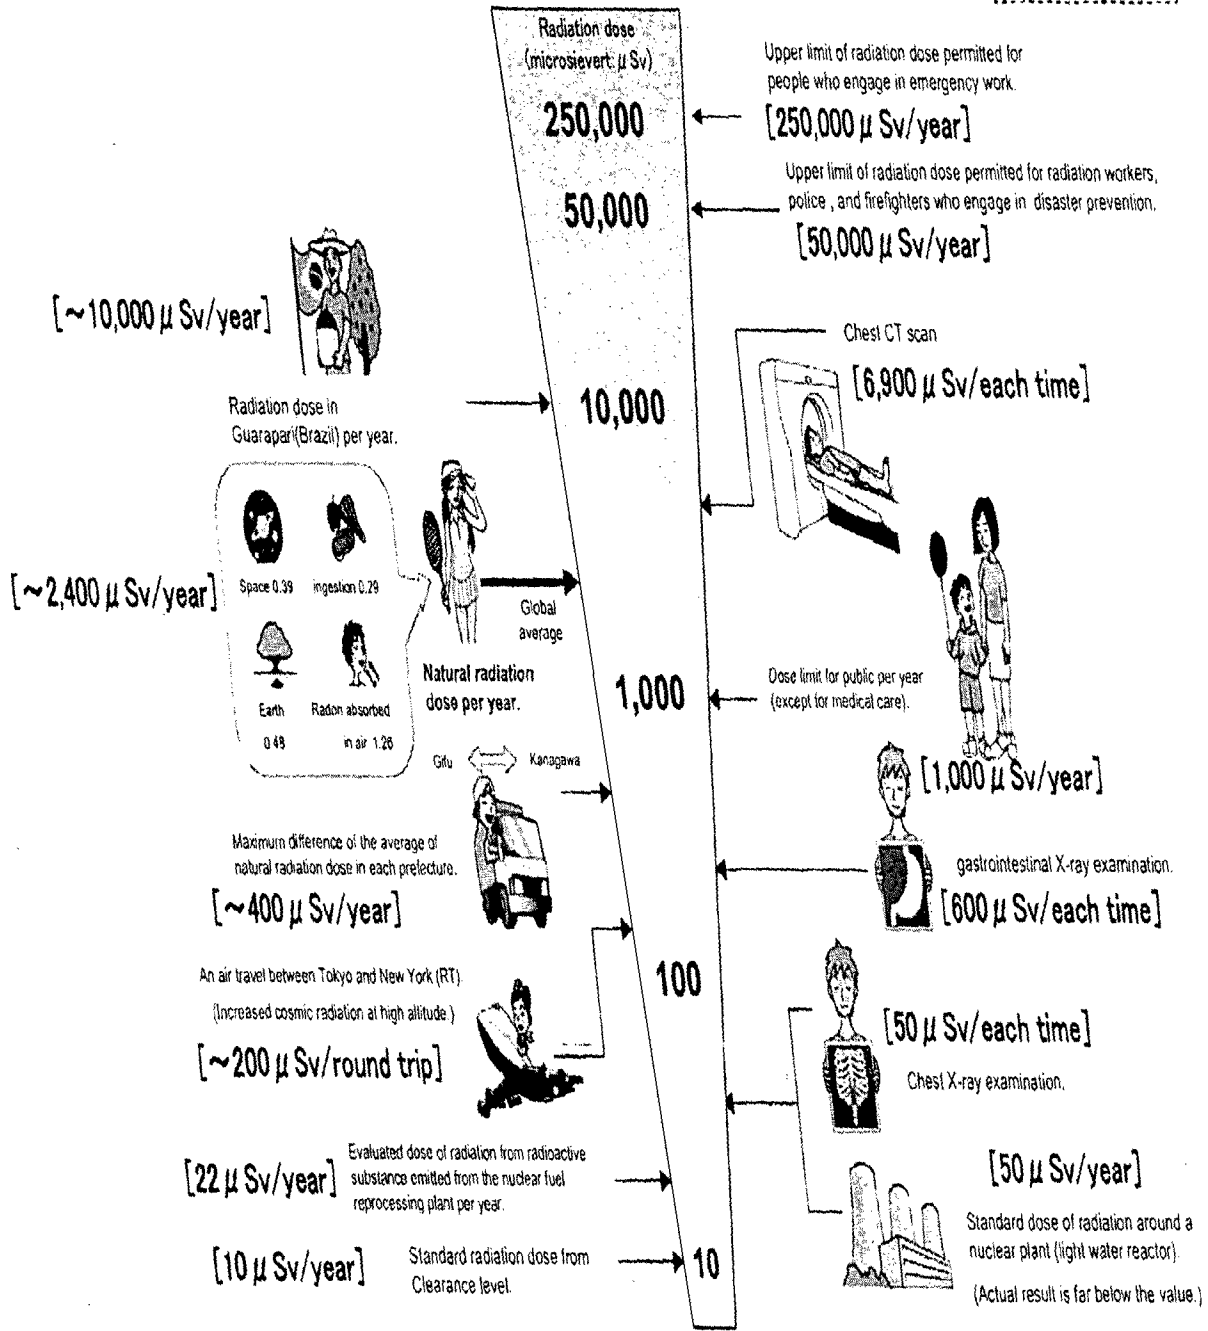 Radiation dose
(microsievert: μ Sv)
250,000
Upper limit of radiation dose permitted for
people who engage in emergency work.
[250,000 μ Sv/year]
50,000
Upper limit of radiation dose permitted for radiation workers,
police , and firefighters who engage in disaster prevention.
[50,000 μ Sv/year]
[~10,000 μ Sv/year]
Radiation dose in
Guarapari(Brazil) per year.
10,000
Chest CT scan
[6,900 μ Sv/each time]
[~2,400 μ Sv/year]
Space 0.39
ingestion 0.29
Earth
0.48
Radon absorbed
in air 1.26
Global
average
Natural radiation
dose per year.
1,000
Dose limit for public per year
(except for medical care).
[1,000 μ Sv/year]
Gifu
Kanagawa
Maximum difference of the average of
natural radiation dose in each prefecture.
[~400 μ Sv/year]
gastrointestinal X-ray examination.
[600 μ Sv/each time]
An air travel between Tokyo and New York (RT).
(Increased cosmic radiation at high altitude.)
[~200 μ Sv/round trip]
100
[50 μ Sv/each time]
Chest X-ray examination.
[22 μ Sv/year]
Evaluated dose of radiation from radioactive
substance emitted from the nuclear fuel
reprocessing plant per year.
[50 μ Sv/year]
Standard dose of radiation around a
nuclear plant (light water reactor).
(Actual result is far below the value.)
[10 μ Sv/year]
Standard radiation dose from
Clearance level.
10